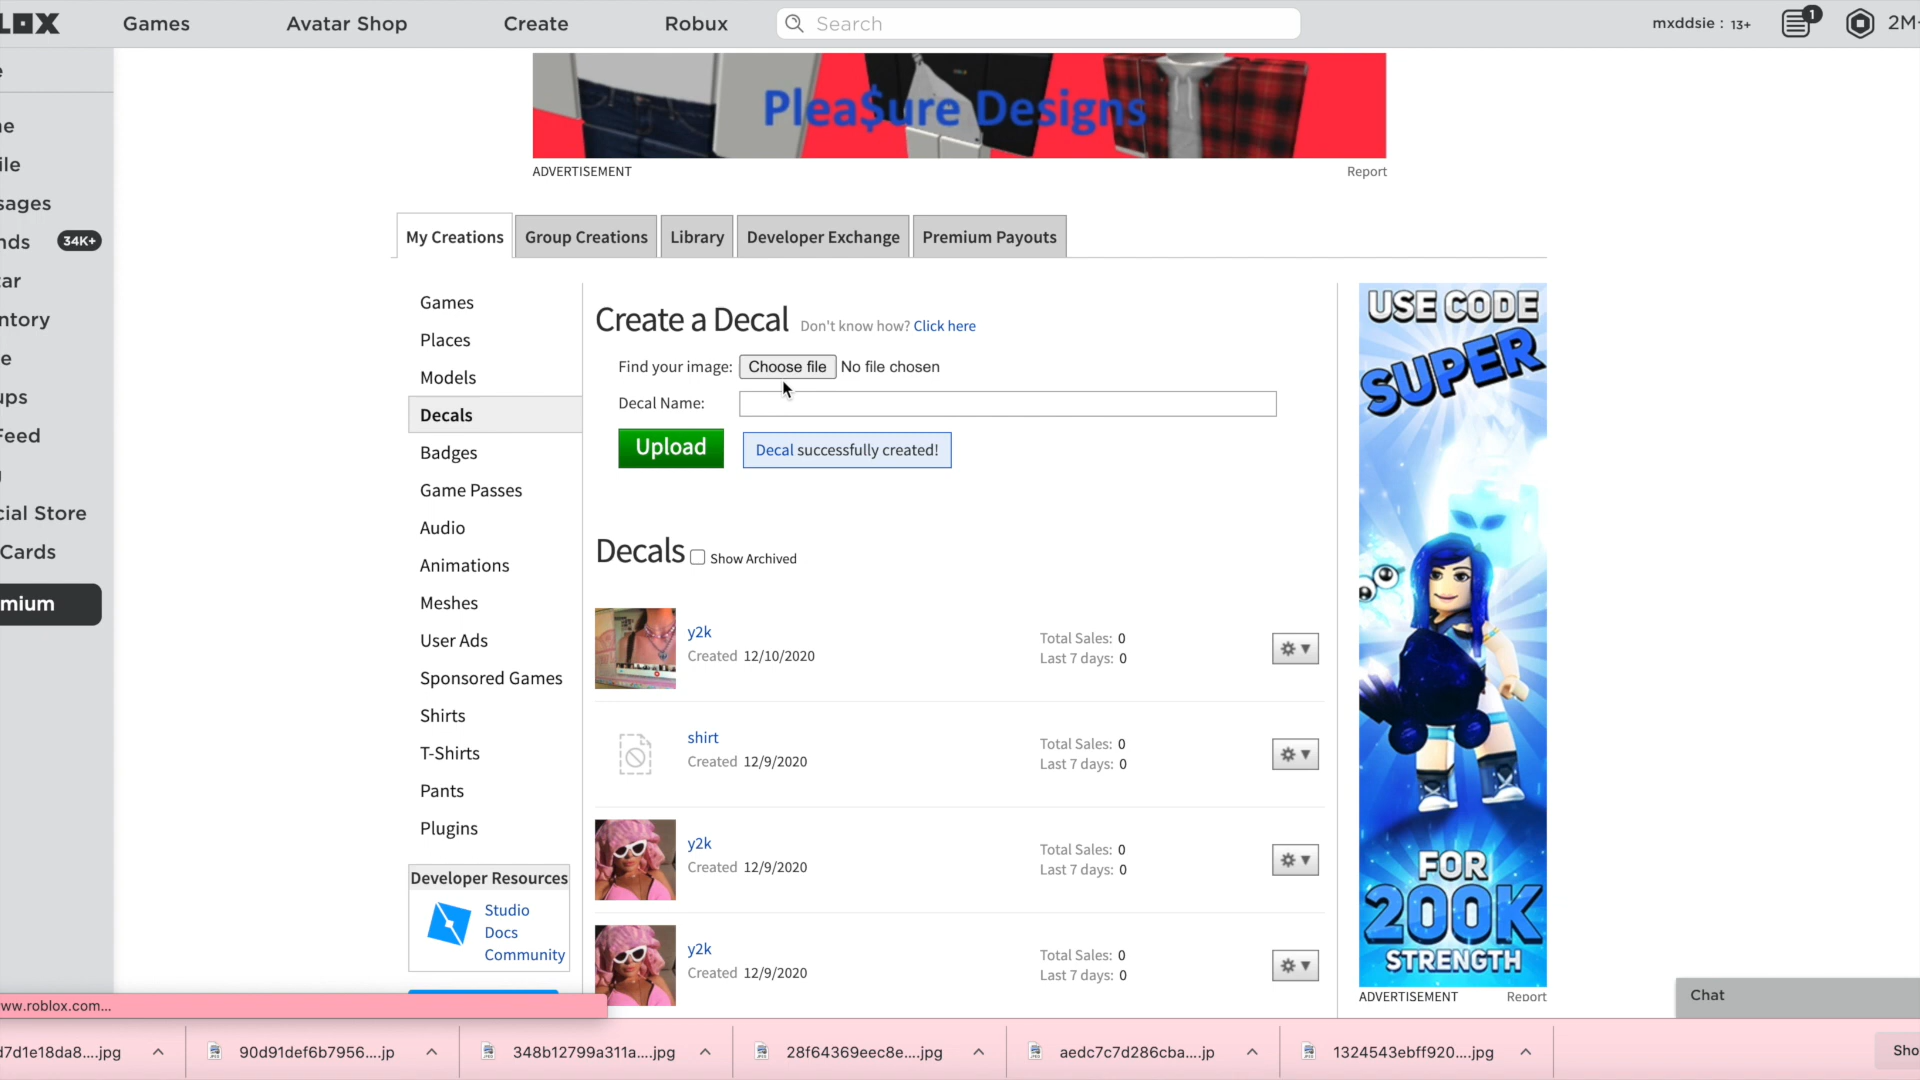 LOX
Games
Avatar Shop
Create
Robux
Search
mxddsie : 13+
1
2M+
Plea$ure Designs
ADVERTISEMENT
Report
e
ne
ile
sages
nds 34K+
tar
ntory
e
ups
Feed
cial Store
Cards
mium
My Creations
Group Creations
Library
Developer Exchange
Premium Payouts
Games
Places
Models
Decals
Badges
Game Passes
Audio
Animations
Meshes
User Ads
Sponsored Games
Shirts
T-Shirts
Pants
Plugins
Developer Resources
Studio
Docs
Community
Create a Decal Don't know how? Click here
Find your image: Choose file No file chosen
Decal Name:
Upload
Decal successfully created!
Decals Show Archived
y2k
Created 12/10/2020
Total Sales: 0
Last 7 days: 0
shirt
Created 12/9/2020
Total Sales: 0
Last 7 days: 0
y2k
Created 12/9/2020
Total Sales: 0
Last 7 days: 0
y2k
Created 12/9/2020
Total Sales: 0
Last 7 days: 0
USE CODE
SUPER
FOR
200K
STRENGTH
ADVERTISEMENT
Report
Chat
ww.roblox.com...
d7d1e18da8....jpg
90d91def6b7956....jp
348b12799a311a....jpg
28f64369eec8e....jpg
aedc7c7d286cba....jp
1324543ebff920....jpg
Sho